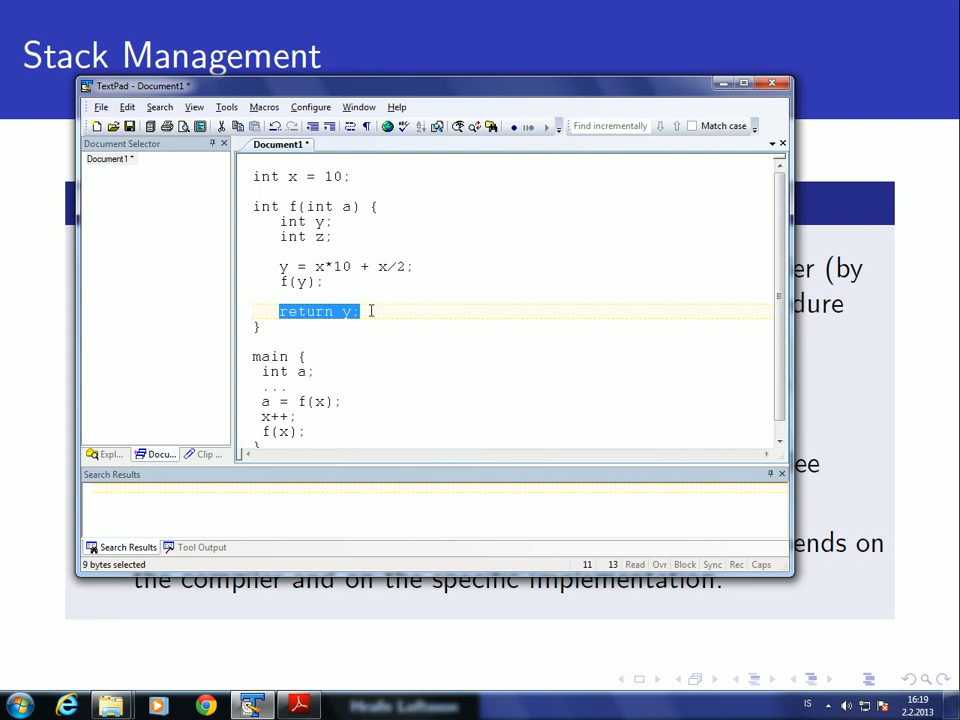 Stack Management
TextPad - Document1 *
File Edit Search View Tools Macros Configure Window Help
Find incrementally Match case
Document Selector
Document1 *
Document1 *
int x = 10;
int f(int a) {
int y;
int z;
y = x*10 + x/2;
f(y);
return y;
}
main {
int a;
...
a = f(x);
x++;
f(x);
}
er (by
dure
ee
ends on
the compiler and on the specific implementation.
Expl... Docu... Clip ...
Search Results
Search Results Tool Output
9 bytes selected 11 13 Read Ovr Block Sync Rec Caps
IS 16:19
2.2.2013